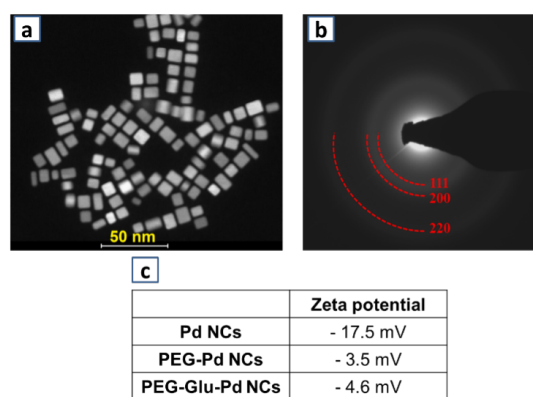 a
50 nm
b
111
200
220
c
Zeta potential
Pd NCs - 17.5 mV
PEG-Pd NCs - 3.5 mV
PEG-Glu-Pd NCs - 4.6 mV